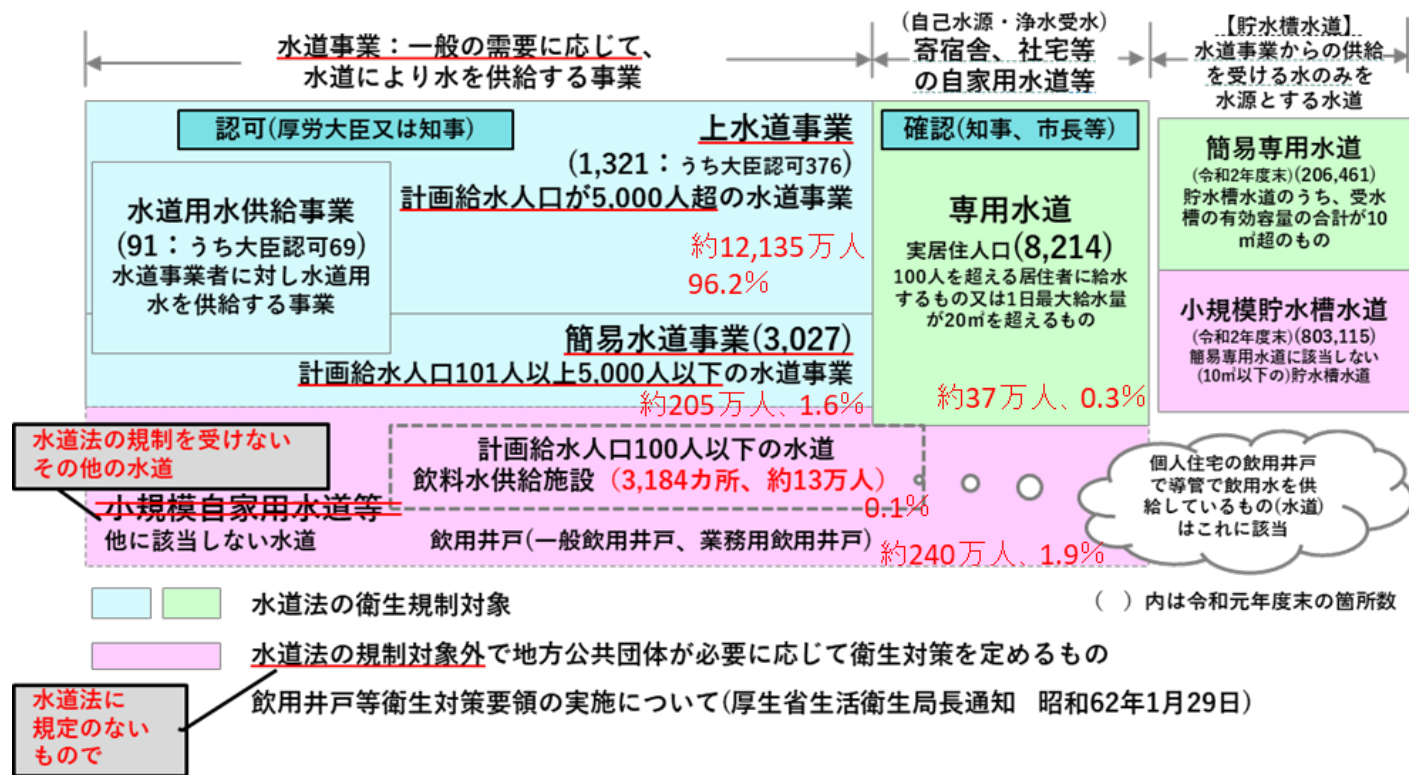 水道事業：一般の需要に応じて、
水道により水を供給する事業
(自己水源・浄水受水)
寄宿舎、社宅等
の自家用水道等
【貯水槽水道】
水道事業からの供給
を受ける水のみを
水源とする水道
認可(厚労大臣又は知事)
上水道事業
(1,321：うち大臣認可376)
計画給水人口が5,000人超の水道事業
約12,135万人
96.2%
水道用水供給事業
(91：うち大臣認可69)
水道事業者に対し水道用
水を供給する事業
簡易水道事業(3,027)
計画給水人口101人以上5,000人以下の水道事業
約205万人、1.6%
確認(知事、市長等)
専用水道
実居住人口(8,214)
100人を超える居住者に給水
するもの又は1日最大給水量
が20㎥を超えるもの
約37万人、0.3%
簡易専用水道
(令和2年度末)(206,461)
貯水槽水道のうち、受水
槽の有効容量の合計が10
㎥超のもの
小規模貯水槽水道
(令和2年度末)(803,115)
簡易専用水道に該当しない
(10㎥以下の)貯水槽水道
水道法の規制を受けない
その他の水道
計画給水人口100人以下の水道
飲料水供給施設（3,184カ所、約13万人）
0.1%
小規模自家用水道等
他に該当しない水道
飲用井戸(一般飲用井戸、業務用飲用井戸)
約240万人、1.9%
個人住宅の飲用井戸
で導管で飲用水を供
給しているもの(水道)
はこれに該当
水道法の衛生規制対象
(　) 内は令和元年度末の箇所数
水道法の規制対象外で地方公共団体が必要に応じて衛生対策を定めるもの
飲用井戸等衛生対策要領の実施について(厚生省生活衛生局長通知　昭和62年1月29日)
水道法に
規定のない
もので